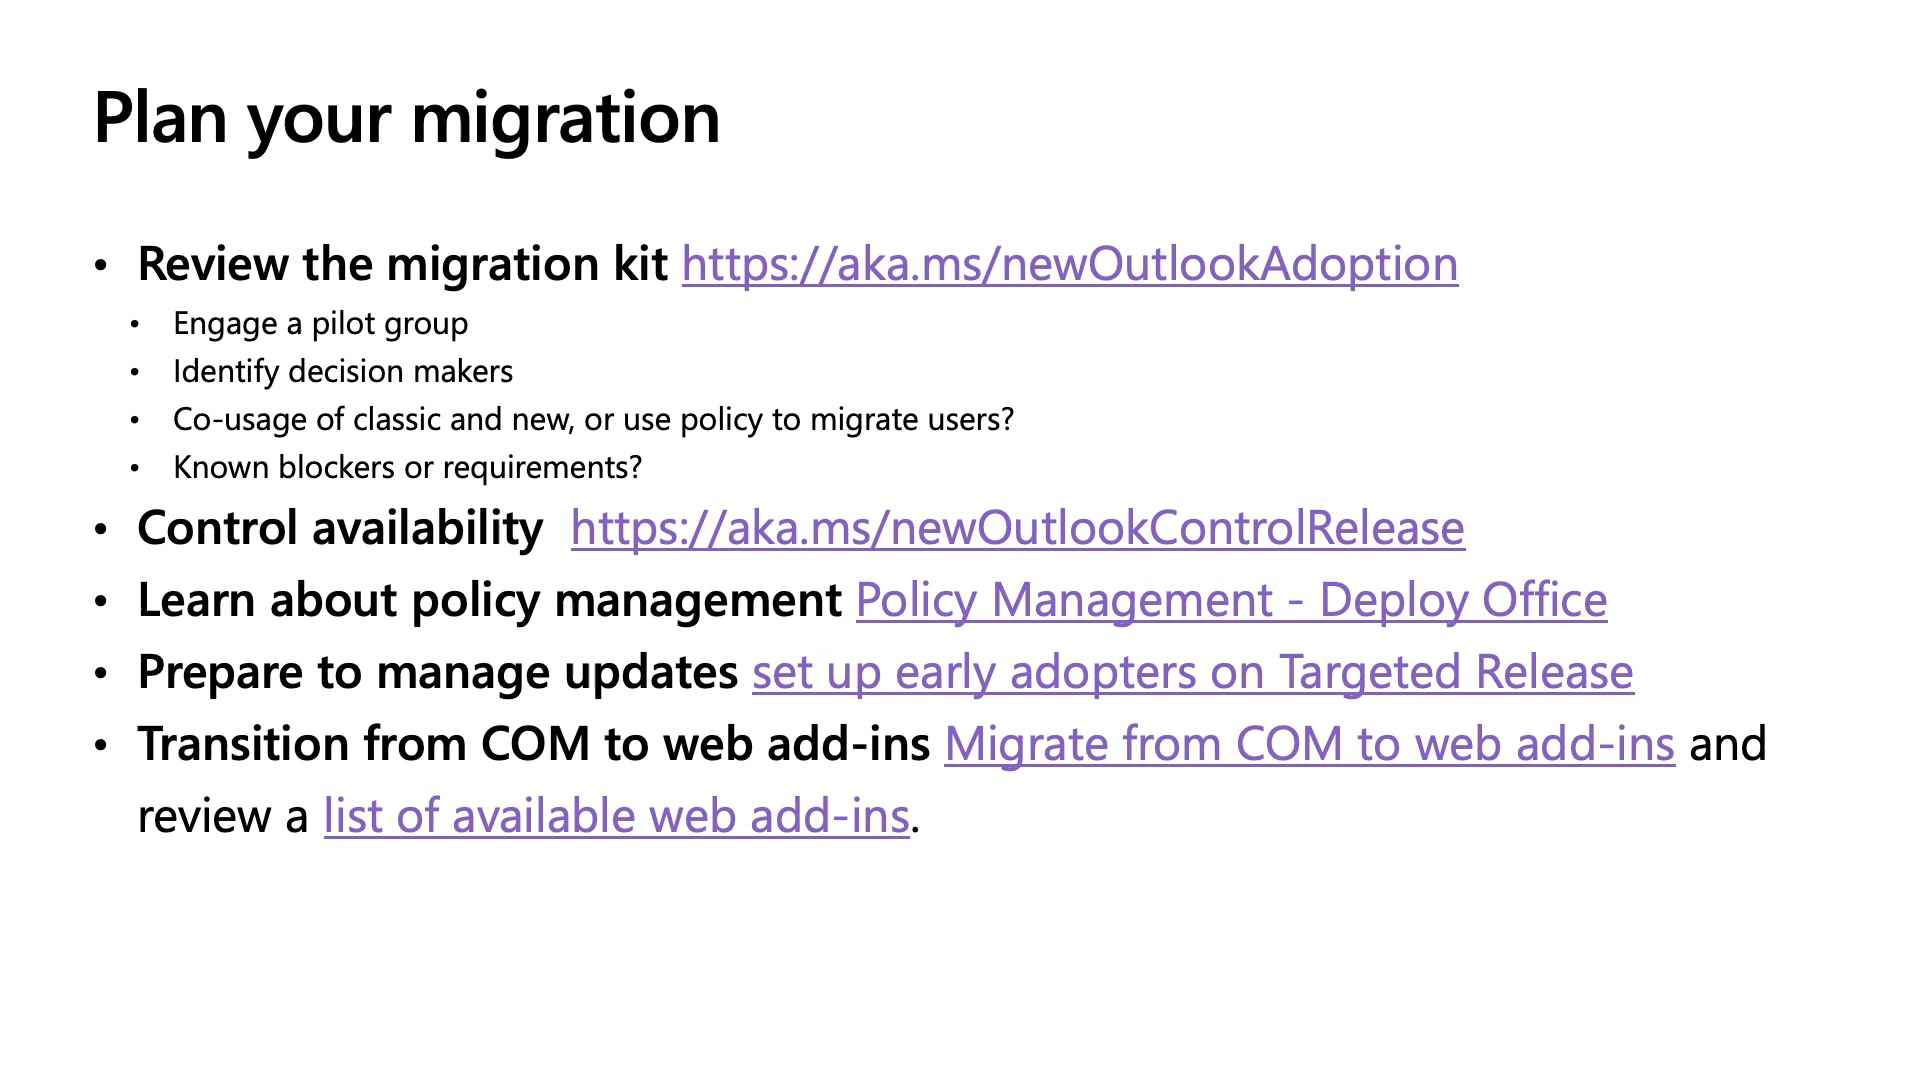 Plan your migration
• Review the migration kit https://aka.ms/newOutlookAdoption
• Engage a pilot group
• Identify decision makers
• Co-usage of classic and new, or use policy to migrate users?
• Known blockers or requirements?
• Control availability  https://aka.ms/newOutlookControlRelease
• Learn about policy management Policy Management - Deploy Office
• Prepare to manage updates set up early adopters on Targeted Release
• Transition from COM to web add-ins Migrate from COM to web add-ins and
review a list of available web add-ins.